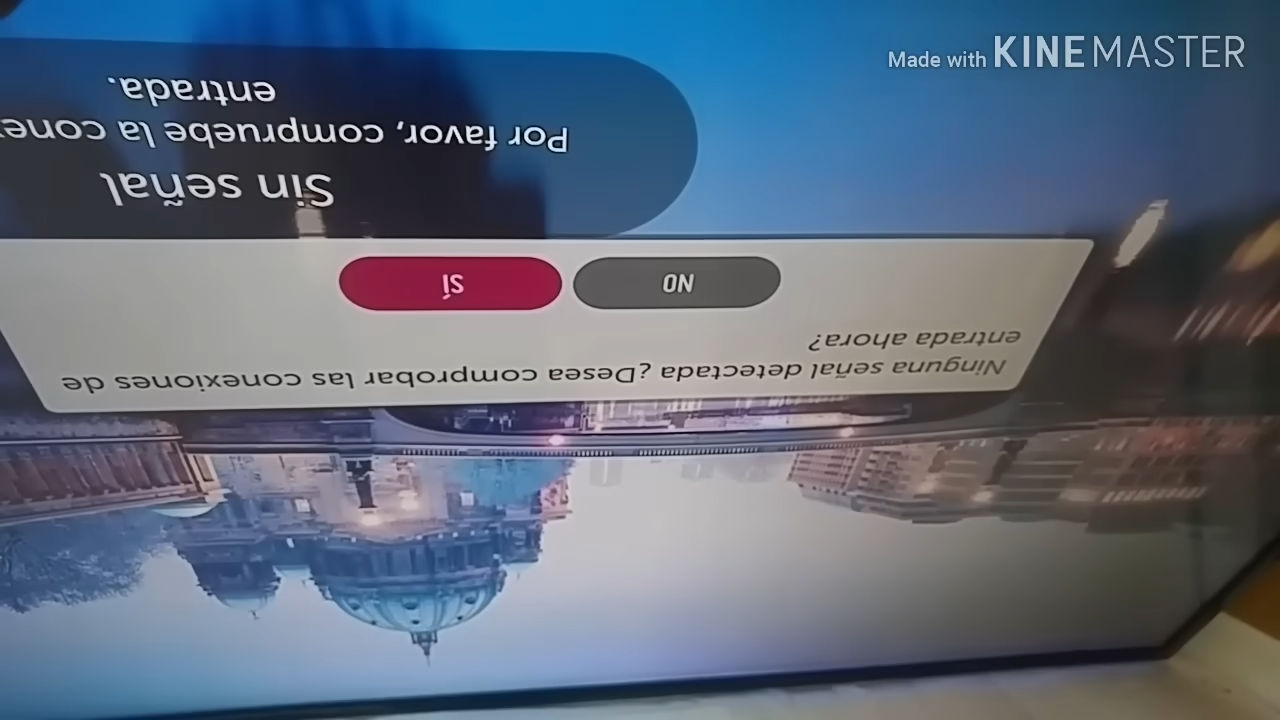 Made with KINEMASTER
Ninguna señal detectada ¿Desea comprobar las conexiones de
entrada ahora?
NO
SÍ
Sin señal
Por favor, compruebe la
entrada.